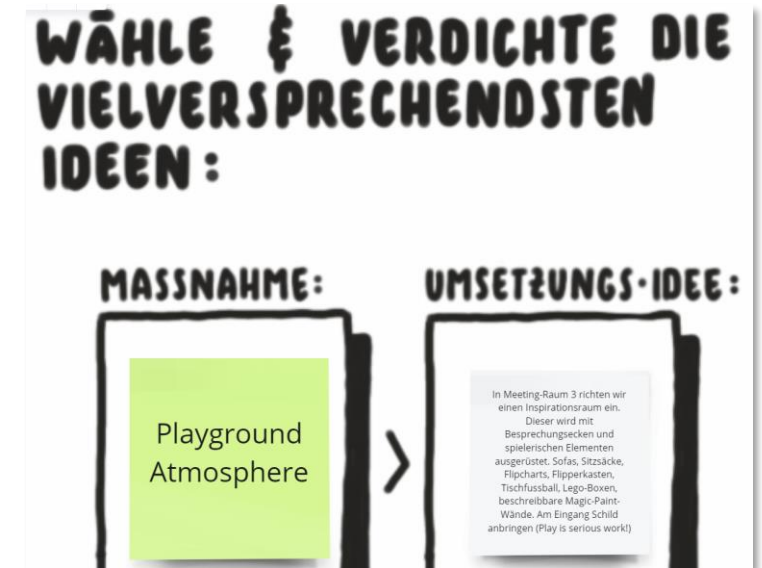 WÄHLE & VERDICHTE DIE
VIELVERSPRECHENDSTEN
IDEEN:
MASSNAHME:
UMSETZUNGS-IDEE:
Playground
Atmosphere
>
In Meeting-Raum 3 richten wir
einen Inspirationsraum ein.
Dieser wird mit
Besprechungsecken und
spielerischen Elementen
ausgerüstet. Sofas, Sitzsäcke,
Flipcharts, Flipperkasten,
Tischfussball, Lego-Boxen,
beschreibbare Magic-Paint-
Wände. Am Eingang Schild
anbringen (Play is serious work!)